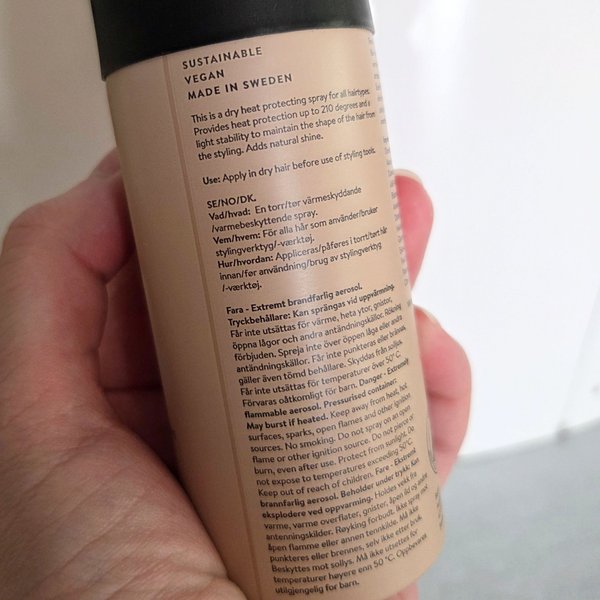 SUSTAINABLE
VEGAN
MADE IN SWEDEN
This is a dry heat protecting spray for all hairtypes.
Provides heat protection up to 210 degrees and a
light stability to maintain the shape of the hair from
the styling. Adds natural shine.
Use: Apply in dry hair before use of styling tools.
SE/NO/DK.
Vad/hvad: En torr/tør värmeskyddande
/varmebeskyttende spray.
Vem/hvem: För alla hår som använder/bruker
stylingverktyg/-værktøj.
Hur/hvordan: Appliceras/påføres i torrt/tørt hår
innan/før användning/brug av stylingverktyg
/-værktøj.
Fara - Extremt brandfarlig aerosol.
Tryckbehållare: Kan sprängas vid uppvärmning.
Får inte utsättas för värme, heta ytor, gnistor,
öppna lågor och andra antändningskällor. Rökning
förbjuden. Spreja inte över öppen låga eller andra
antändningskällor. Får inte punkteras eller brännas,
gäller även tömd behållare. Skyddas från solljus.
Får inte utsättas för temperaturer över 50° C.
Förvaras oåtkomligt för barn. Danger - Extremely
flammable aerosol. Pressurised container:
May burst if heated. Keep away from heat, hot
surfaces, sparks, open flames and other ignition
sources. No smoking. Do not spray on an open
flame or other ignition source. Do not pierce or
burn, even after use. Protect from sunlight. Do
not expose to temperatures exceeding 50°C.
Keep out of reach of children. Fare - Ekstremt
brannfarlig aerosol. Beholder under trykk: Kan
eksplodere ved oppvarming. Holdes vekk fra
varme, varme overflater, gnister, åpen ild og andre
antenningskilder. Røyking forbudt. Ikke spray mot
åpen flamme eller annen tennkilde. Må ikke
punkteres eller brennes, selv ikke etter bruk.
Beskyttes mot sollys. Må ikke utsettes for
temperaturer høyere enn 50 °C. Oppbevares
utilgjengelig for barn.